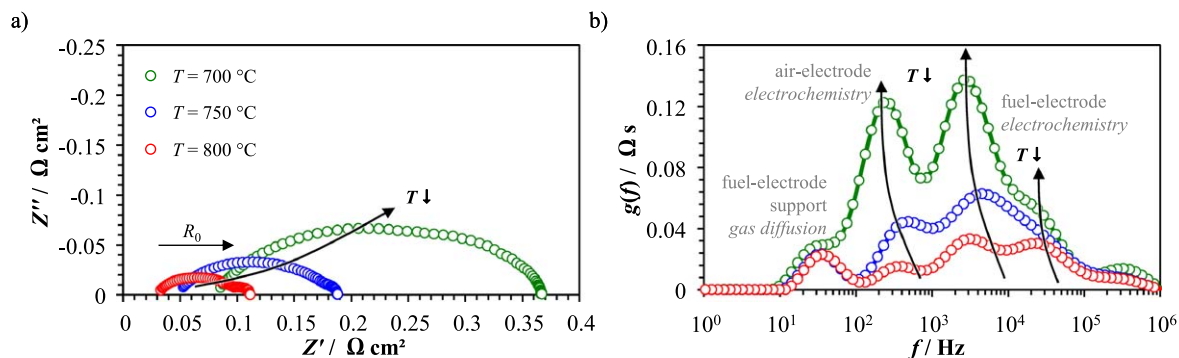 a)
-0.25
-0.2
-0.15
-0.1
-0.05
0
Z''/ Ω cm²
T = 700 °C
T = 750 °C
T = 800 °C
R₀
T ↓
0 0.05 0.1 0.15 0.2 0.25 0.3 0.35 0.4
Z' / Ω cm²
b)
0.16
0.12
0.08
0.04
0
g(f) / Ω s
air-electrode
electrochemistry
T ↓
fuel-electrode
electrochemistry
T ↓
fuel-electrode
support
gas diffusion
10⁰ 10¹ 10² 10³ 10⁴ 10⁵ 10⁶
f / Hz